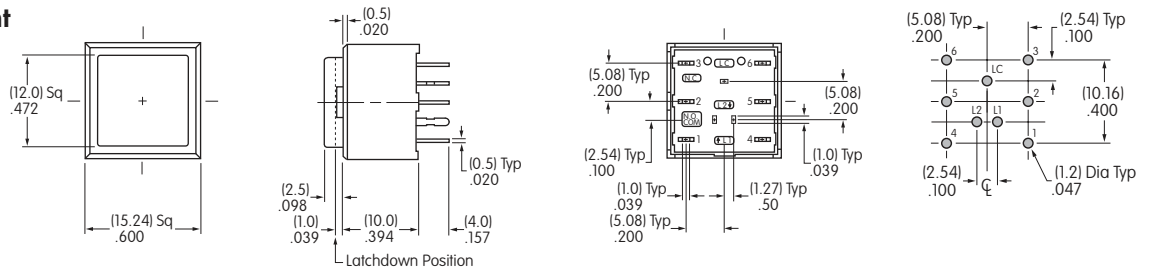 nt
(12.0) Sq
.472
(15.24) Sq
.600
(0.5)
.020
(0.5) Typ
.020
(2.5)
.098
(1.0)
.039
(10.0)
.394
(4.0)
.157
Latchdown Position
(5.08) Typ
.200
3
LC
6
N.C.
2
L2
5
N.O.
COM
1
L1
4
(5.08)
.200
(2.54) Typ
.100
(1.0) Typ
.039
(1.0) Typ
.039
(1.27) Typ
.50
(5.08) Typ
.200
(5.08) Typ
.200
(2.54) Typ
.100
6
3
LC
5
2
L2
L1
4
1
(10.16)
.400
(2.54)
.100
℄
(1.2) Dia Typ
.047